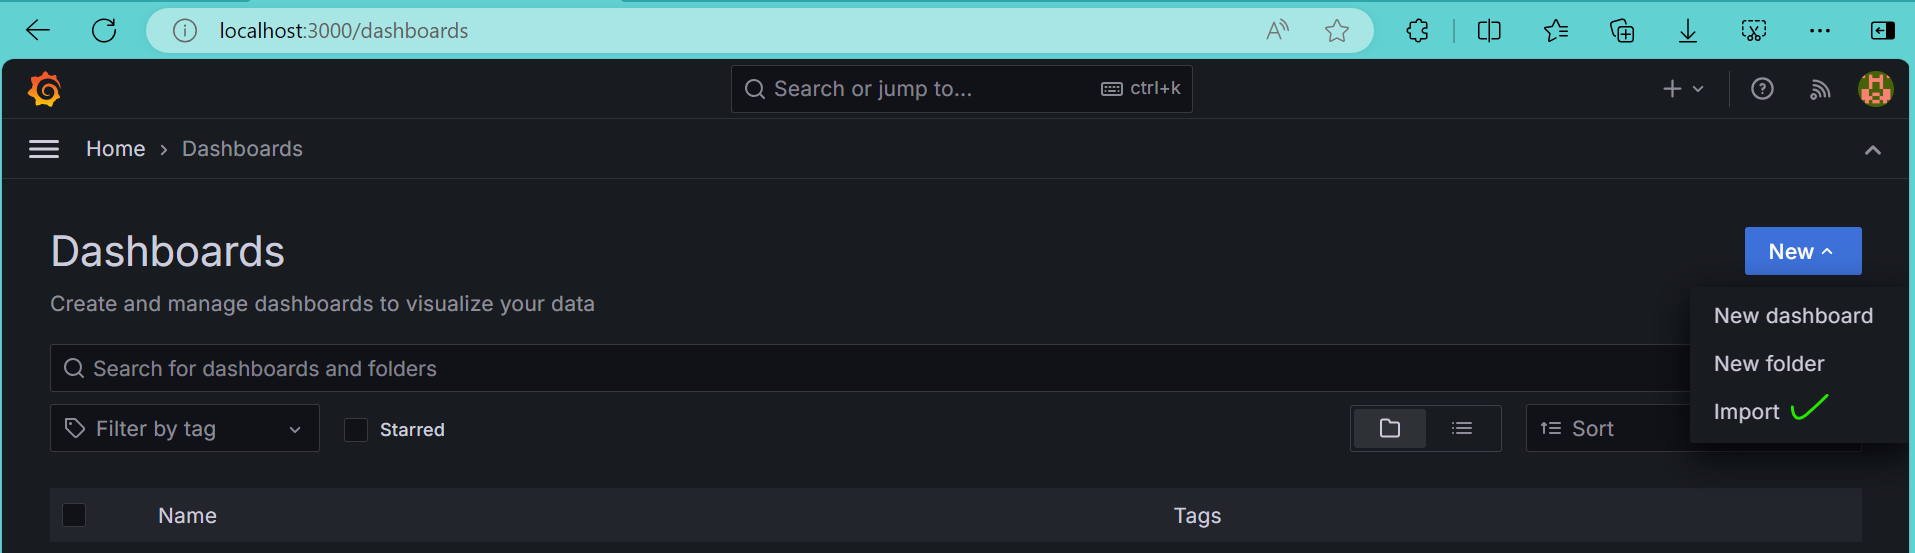 localhost:3000/dashboards
Search or jump to... ctrl+k
Home › Dashboards
Dashboards
New
Create and manage dashboards to visualize your data
New dashboard
New folder
Import
Search for dashboards and folders
Filter by tag
Starred
Sort
Name Tags